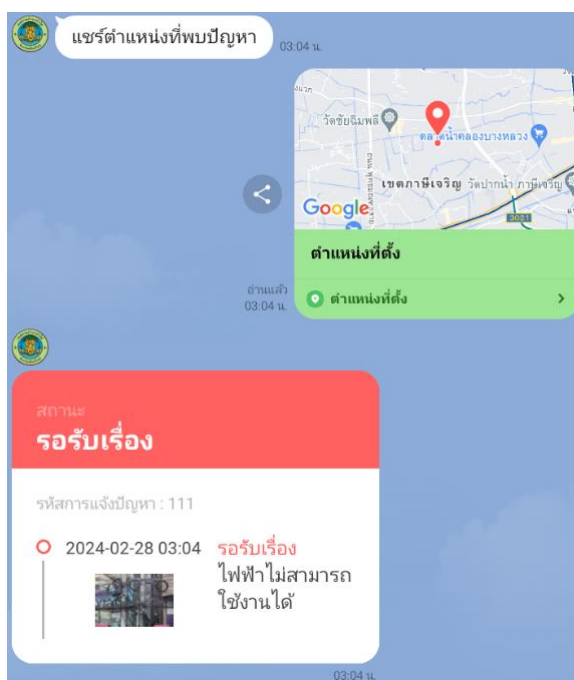 แชร์ตำแหน่งที่พบปัญหา
03:04 น.
วัดชัยฉิมพลี
ตลาดน้ำคลองบางหลวง
เขตภาษีเจริญ วัดปากน้ำ ภาษีเจริญ
Google
3021
ตำแหน่งที่ตั้ง
อ่านแล้ว
03:04 น.
ตำแหน่งที่ตั้ง
สถานะ
รอรับเรื่อง
รหัสการแจ้งปัญหา : 111
2024-02-28 03:04 รอรับเรื่อง
ไฟฟ้าไม่สามารถ
ใช้งานได้
03:04 น.